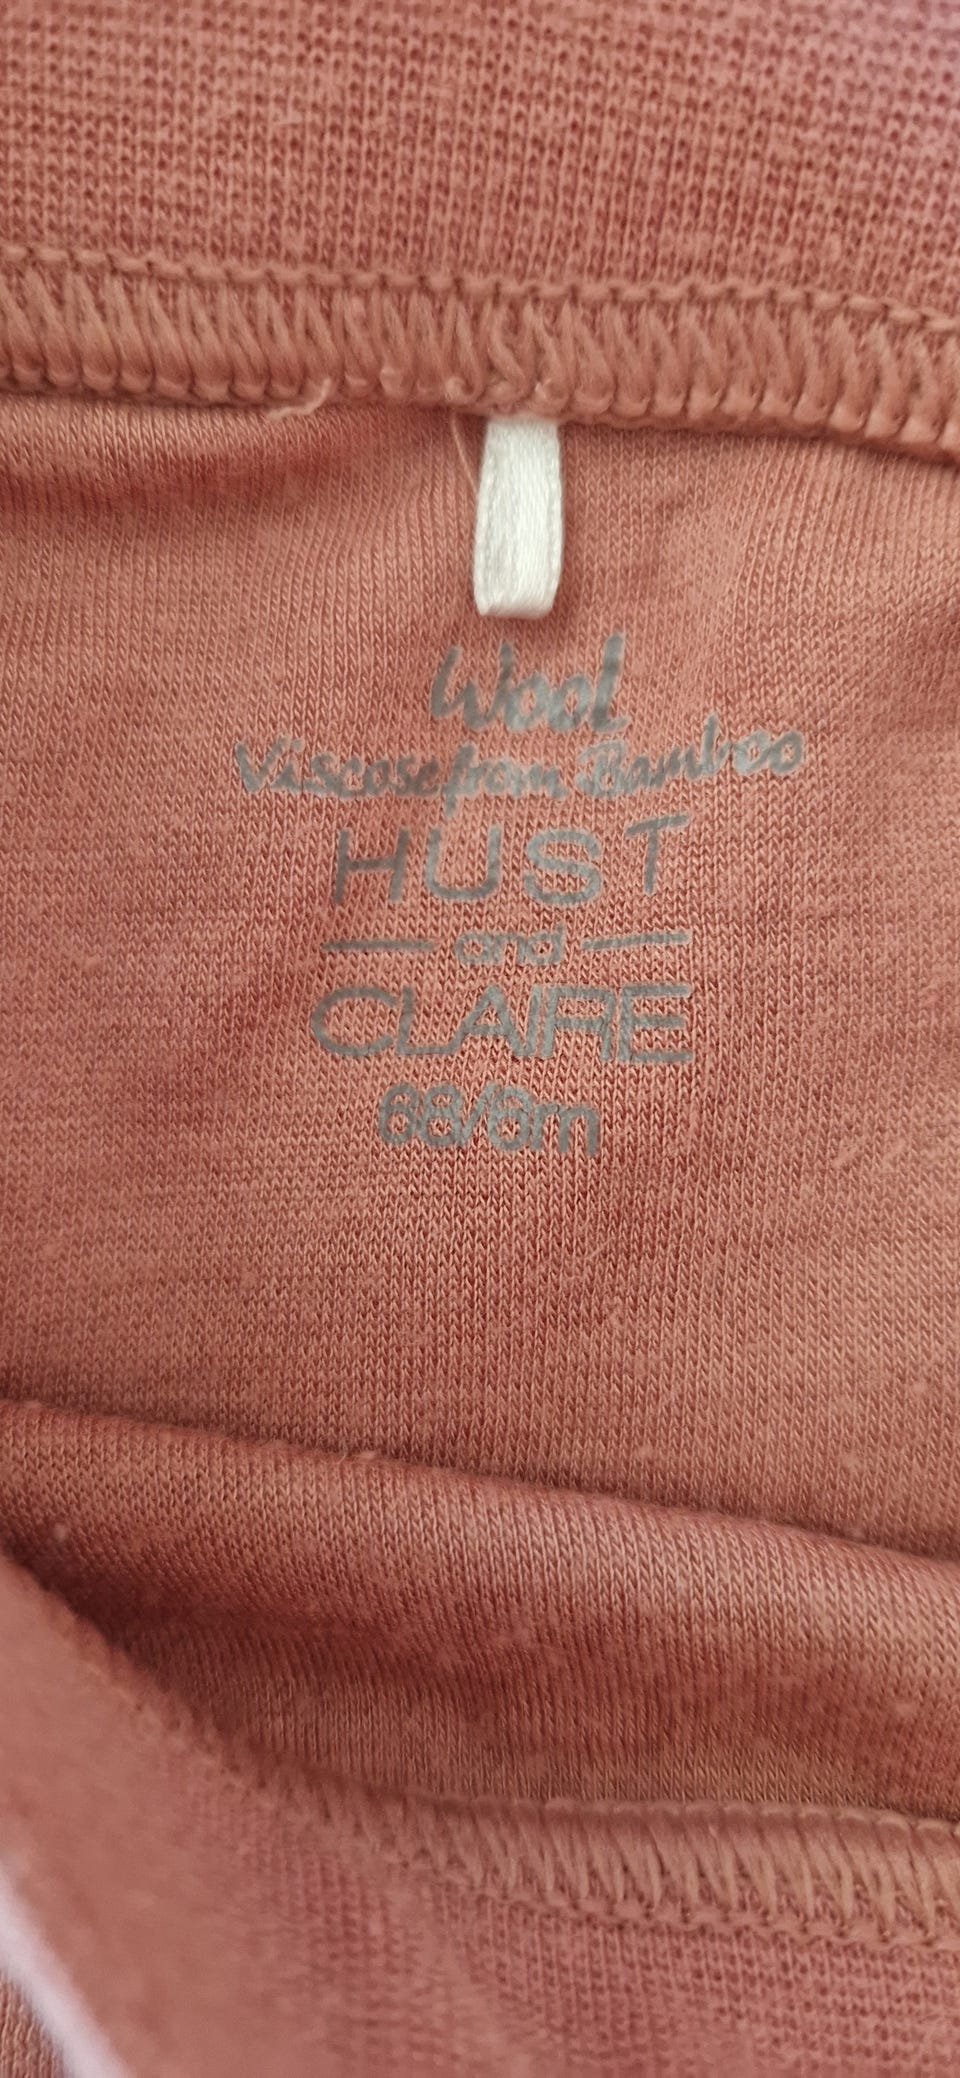 Wool
Viscose from Bamboo
HUST
and
CLAIRE
68/6m